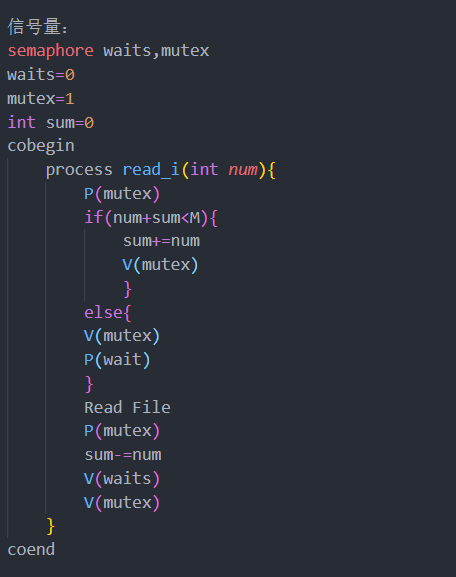 信号量：
semaphore waits,mutex
waits=0
mutex=1
int sum=0
cobegin
process read_i(int num){
P(mutex)
if(num+sum<M){
sum+=num
V(mutex)
}
else{
V(mutex)
P(wait)
}
Read File
P(mutex)
sum-=num
V(waits)
V(mutex)
}
coend